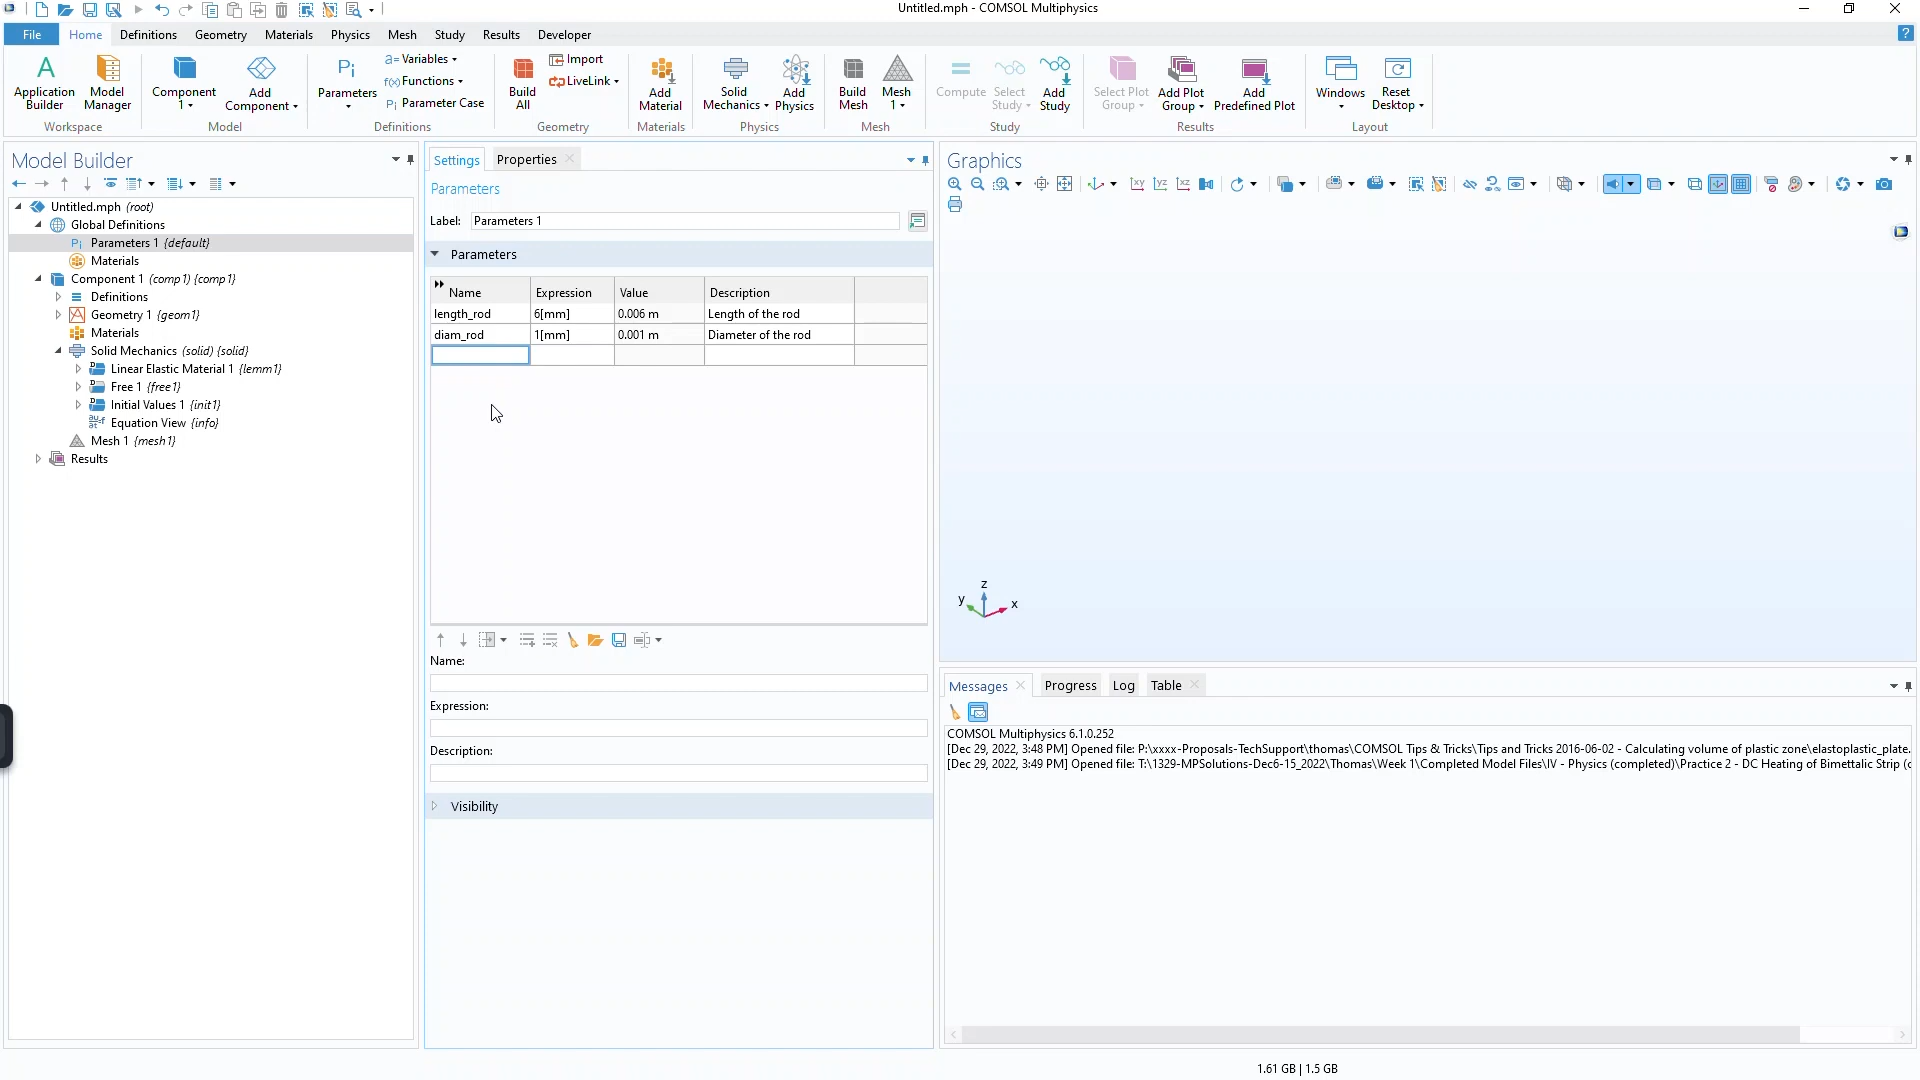 Untitled.mph - COMSOL Multiphysics
File Home Definitions Geometry Materials Physics Mesh Study Results Developer
Application Builder
Model Manager
Workspace
Component 1
Add Component
Model
Parameters
a= Variables
f(x) Functions
Pi Parameter Case
Definitions
Build All
Import
LiveLink
Geometry
Add Material
Materials
Solid Mechanics
Add Physics
Physics
Build Mesh
Mesh 1
Mesh
Compute
Select Study
Add Study
Study
Select Plot Group
Add Plot Group
Add Predefined Plot
Results
Windows
Reset Desktop
Layout
Model Builder
Untitled.mph (root)
Global Definitions
Pi Parameters 1 {default}
Materials
Component 1 (comp1) {comp1}
Definitions
Geometry 1 {geom1}
Materials
Solid Mechanics (solid) {solid}
Linear Elastic Material 1 {lemm1}
Free 1 {free1}
Initial Values 1 {init1}
Equation View {info}
Mesh 1 {mesh1}
Results
Settings Properties
Parameters
Label: Parameters 1
Parameters
Name Expression Value Description
length_rod 6[mm] 0.006 m Length of the rod
diam_rod 1[mm] 0.001 m Diameter of the rod
Name:
Expression:
Description:
Visibility
Graphics
xy yz xz
z
y
x
Messages Progress Log Table
COMSOL Multiphysics 6.1.0.252
[Dec 29, 2022, 3:48 PM] Opened file: P:\xxxx-Proposals-TechSupport\thomas\COMSOL Tips & Tricks\Tips and Tricks 2016-06-02 - Calculating volume of plastic zone\elastoplastic_plate.
[Dec 29, 2022, 3:49 PM] Opened file: T:\1329-MPSolutions-Dec6-15_2022\Thomas\Week 1\Completed Model Files\IV - Physics (completed)\Practice 2 - DC Heating of Bimettalic Strip (c
1.61 GB | 1.5 GB